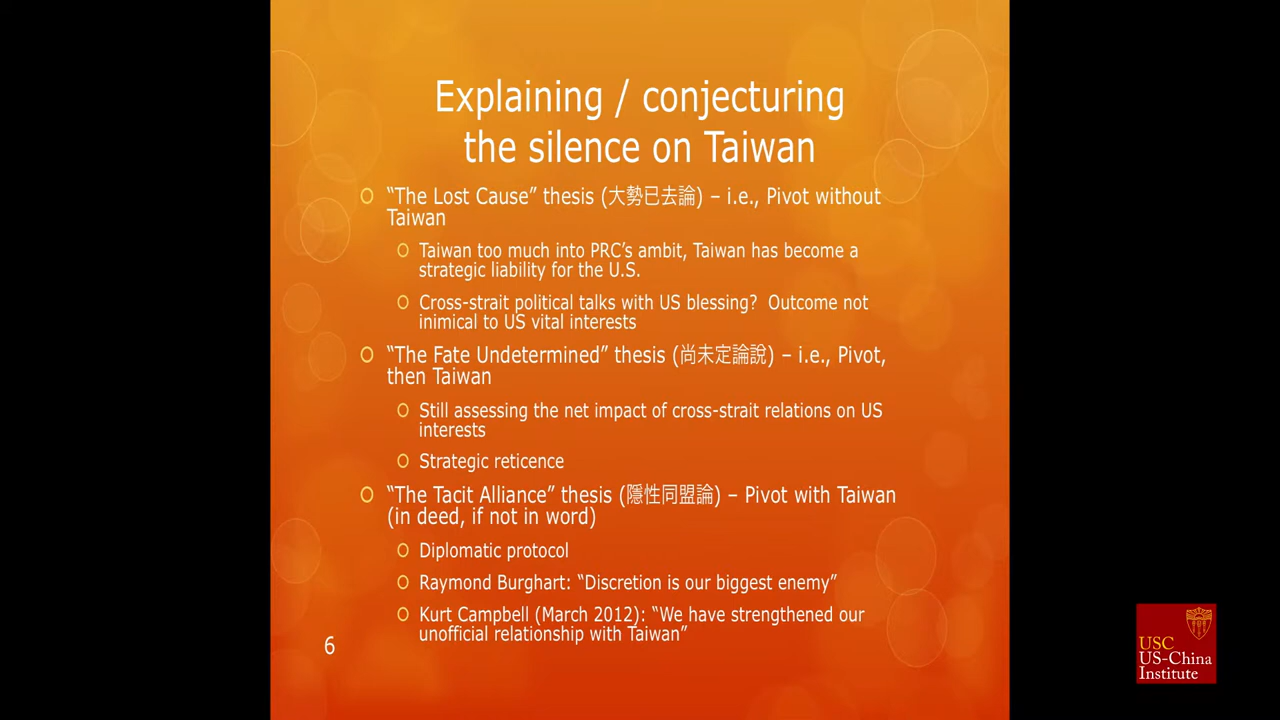 Explaining / conjecturing
the silence on Taiwan
“The Lost Cause” thesis (大勢已去論) – i.e., Pivot without
Taiwan
Taiwan too much into PRC’s ambit, Taiwan has become a
strategic liability for the U.S.
Cross-strait political talks with US blessing?  Outcome not
inimical to US vital interests
“The Fate Undetermined” thesis (尚未定論說) – i.e., Pivot,
then Taiwan
Still assessing the net impact of cross-strait relations on US
interests
Strategic reticence
“The Tacit Alliance” thesis (隱性同盟論) – Pivot with Taiwan
(in deed, if not in word)
Diplomatic protocol
Raymond Burghart: “Discretion is our biggest enemy”
Kurt Campbell (March 2012): “We have strengthened our
unofficial relationship with Taiwan”
6
USC
US-China
Institute